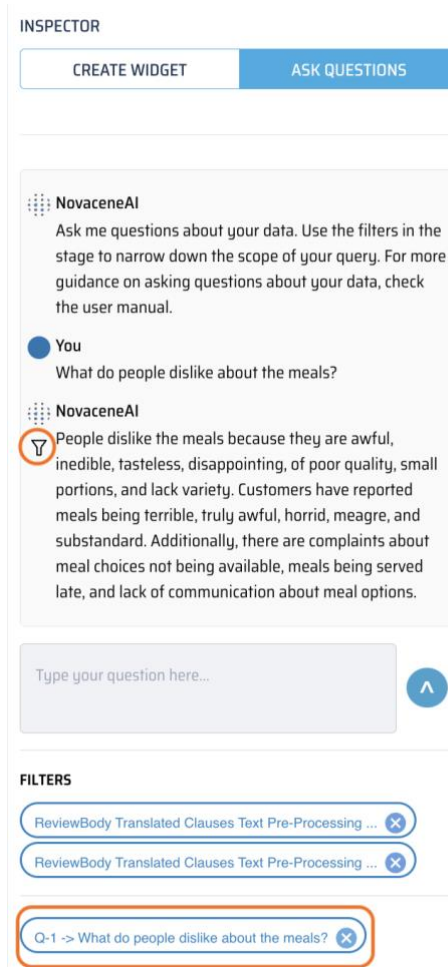 INSPECTOR
CREATE WIDGET
ASK QUESTIONS
NovaceneAI
Ask me questions about your data. Use the filters in the
stage to narrow down the scope of your query. For more
guidance on asking questions about your data, check
the user manual.
You
What do people dislike about the meals?
NovaceneAI
People dislike the meals because they are awful,
inedible, tasteless, disappointing, of poor quality, small
portions, and lack variety. Customers have reported
meals being terrible, truly awful, horrid, meagre, and
substandard. Additionally, there are complaints about
meal choices not being available, meals being served
late, and lack of communication about meal options.
Type your question here...
FILTERS
ReviewBody Translated Clauses Text Pre-Processing ...
ReviewBody Translated Clauses Text Pre-Processing ...
Q-1 -> What do people dislike about the meals?